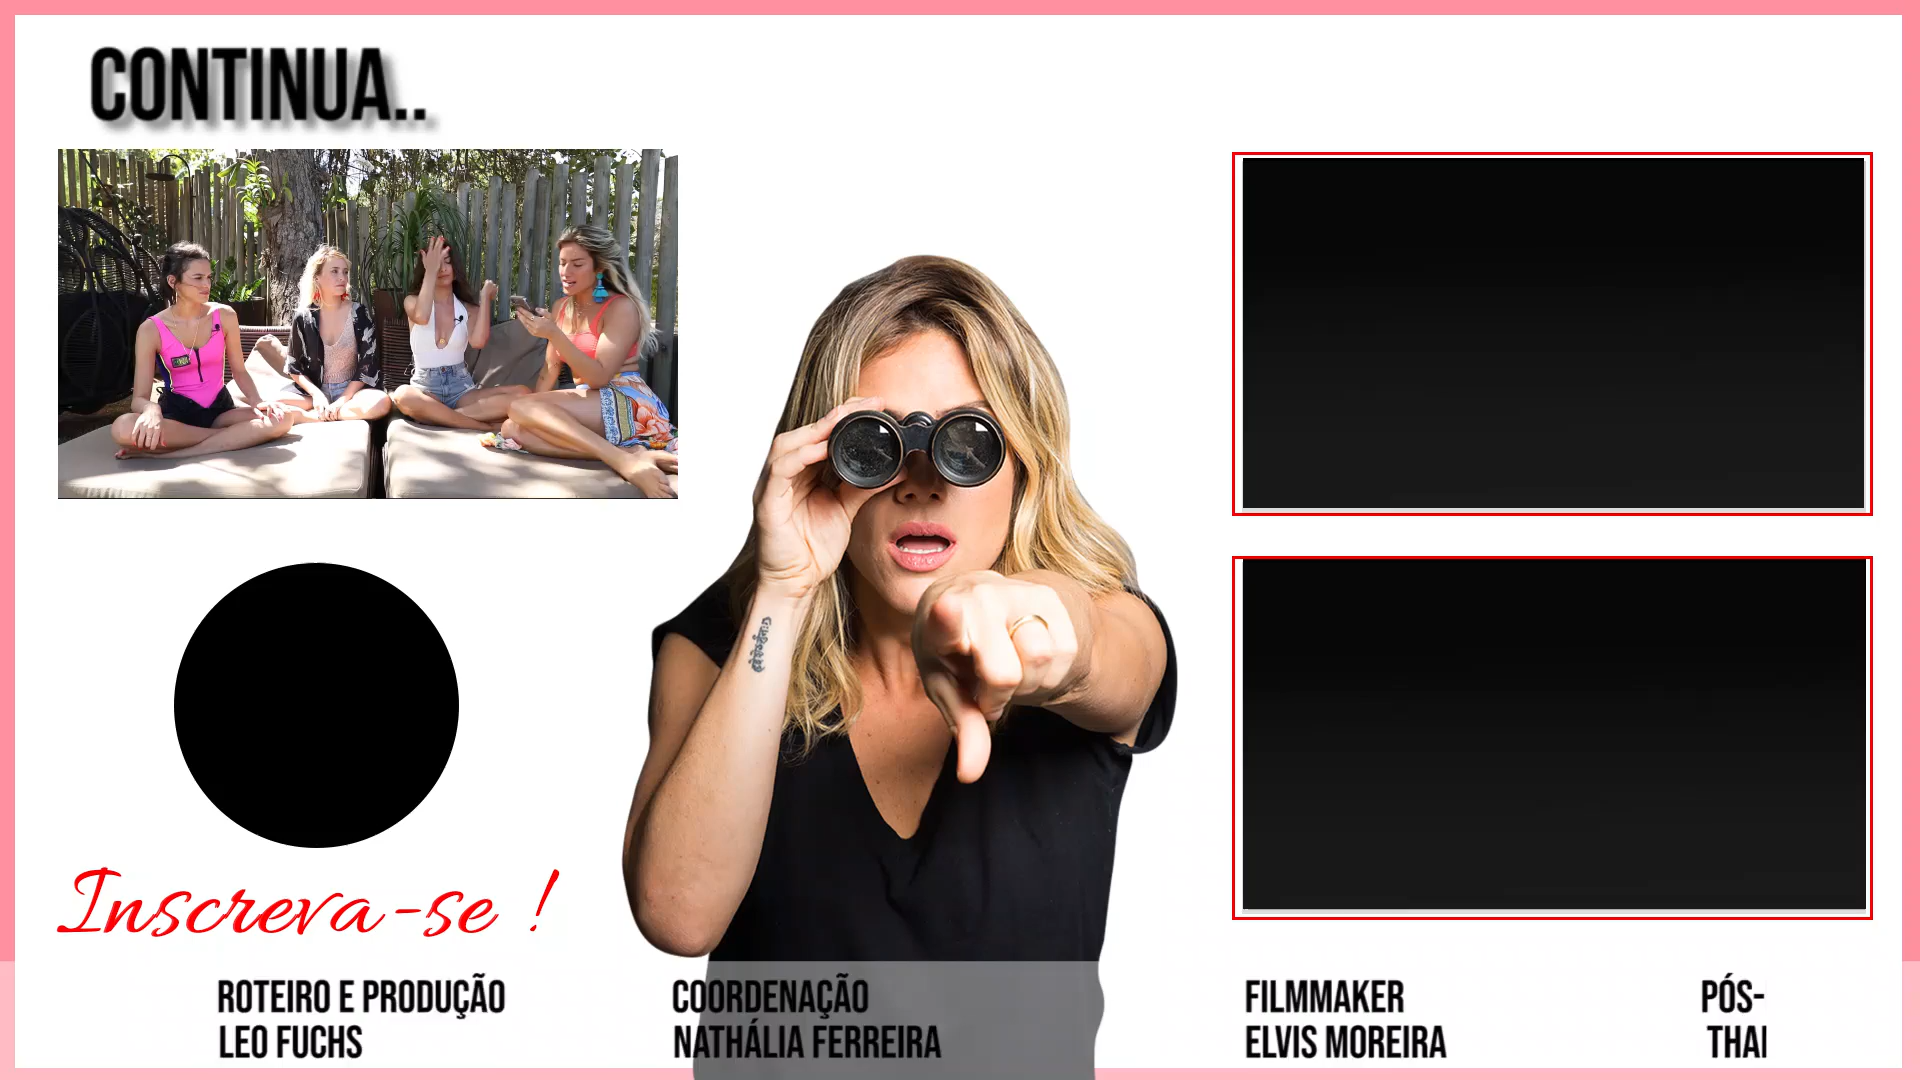 CONTINUA..
Inscreva-se !
ROTEIRO E PRODUÇÃO
LEO FUCHS
COORDENAÇÃO
NATHÁLIA FERREIRA
FILMMAKER
ELVIS MOREIRA
PÓS-
THAI